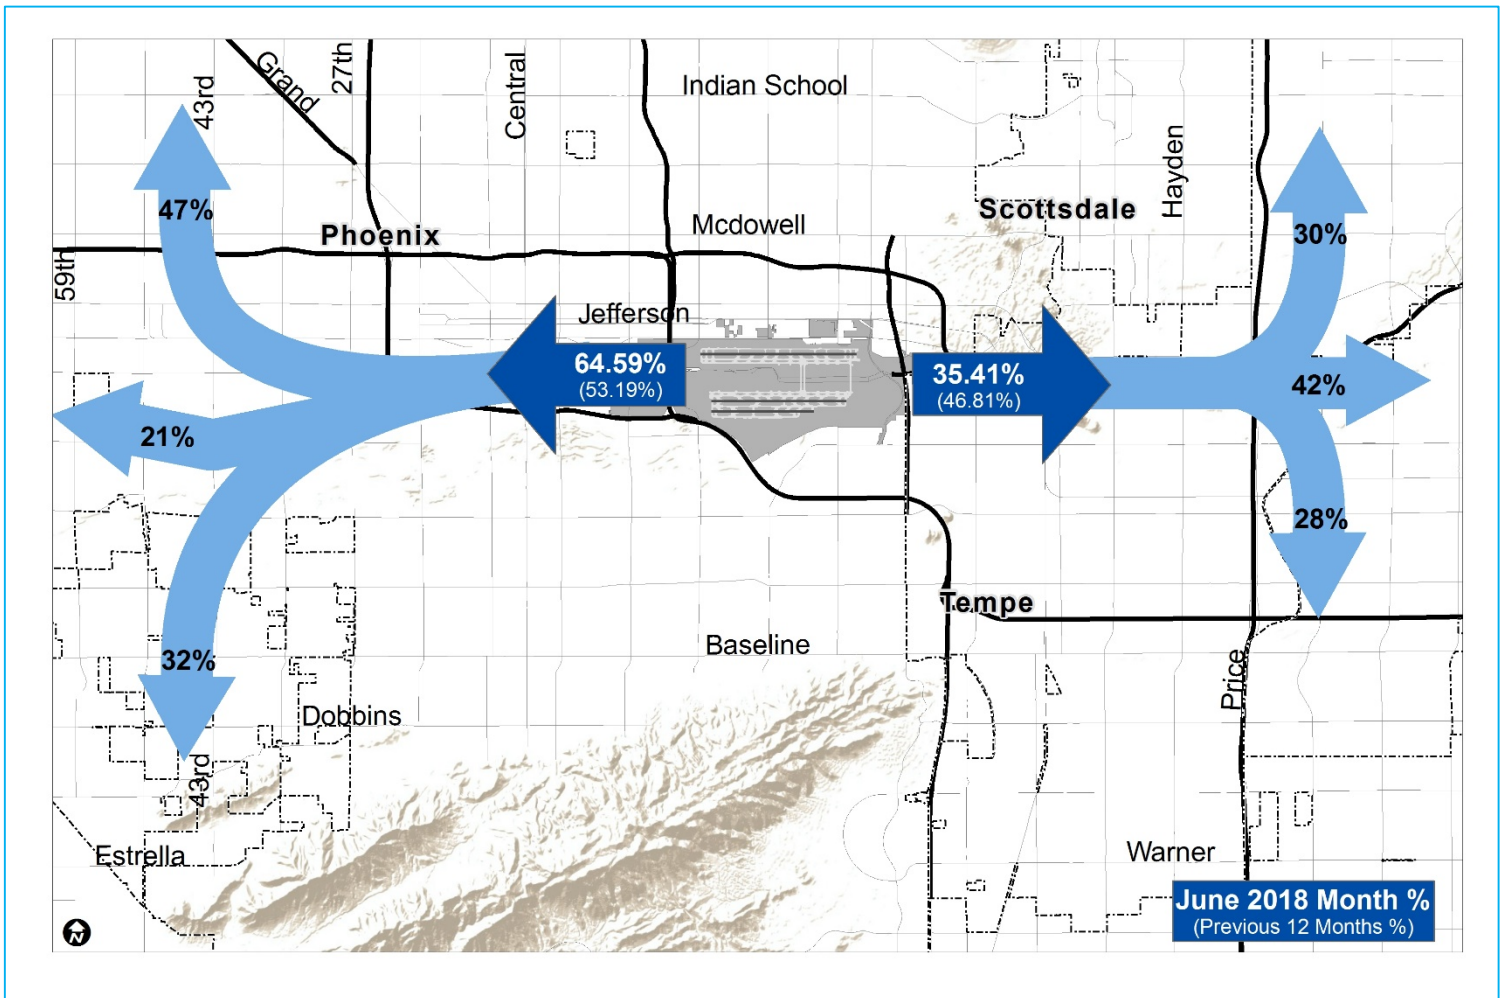 43rd
Grand
27th
Central
Indian School
Hayden
47%
Phoenix
Mcdowell
Scottsdale
30%
59th
Jefferson
64.59%
(53.19%)
35.41%
(46.81%)
42%
21%
28%
Tempe
32%
Baseline
Price
Dobbins
43rd
Estrella
Warner
June 2018 Month %
(Previous 12 Months %)
N